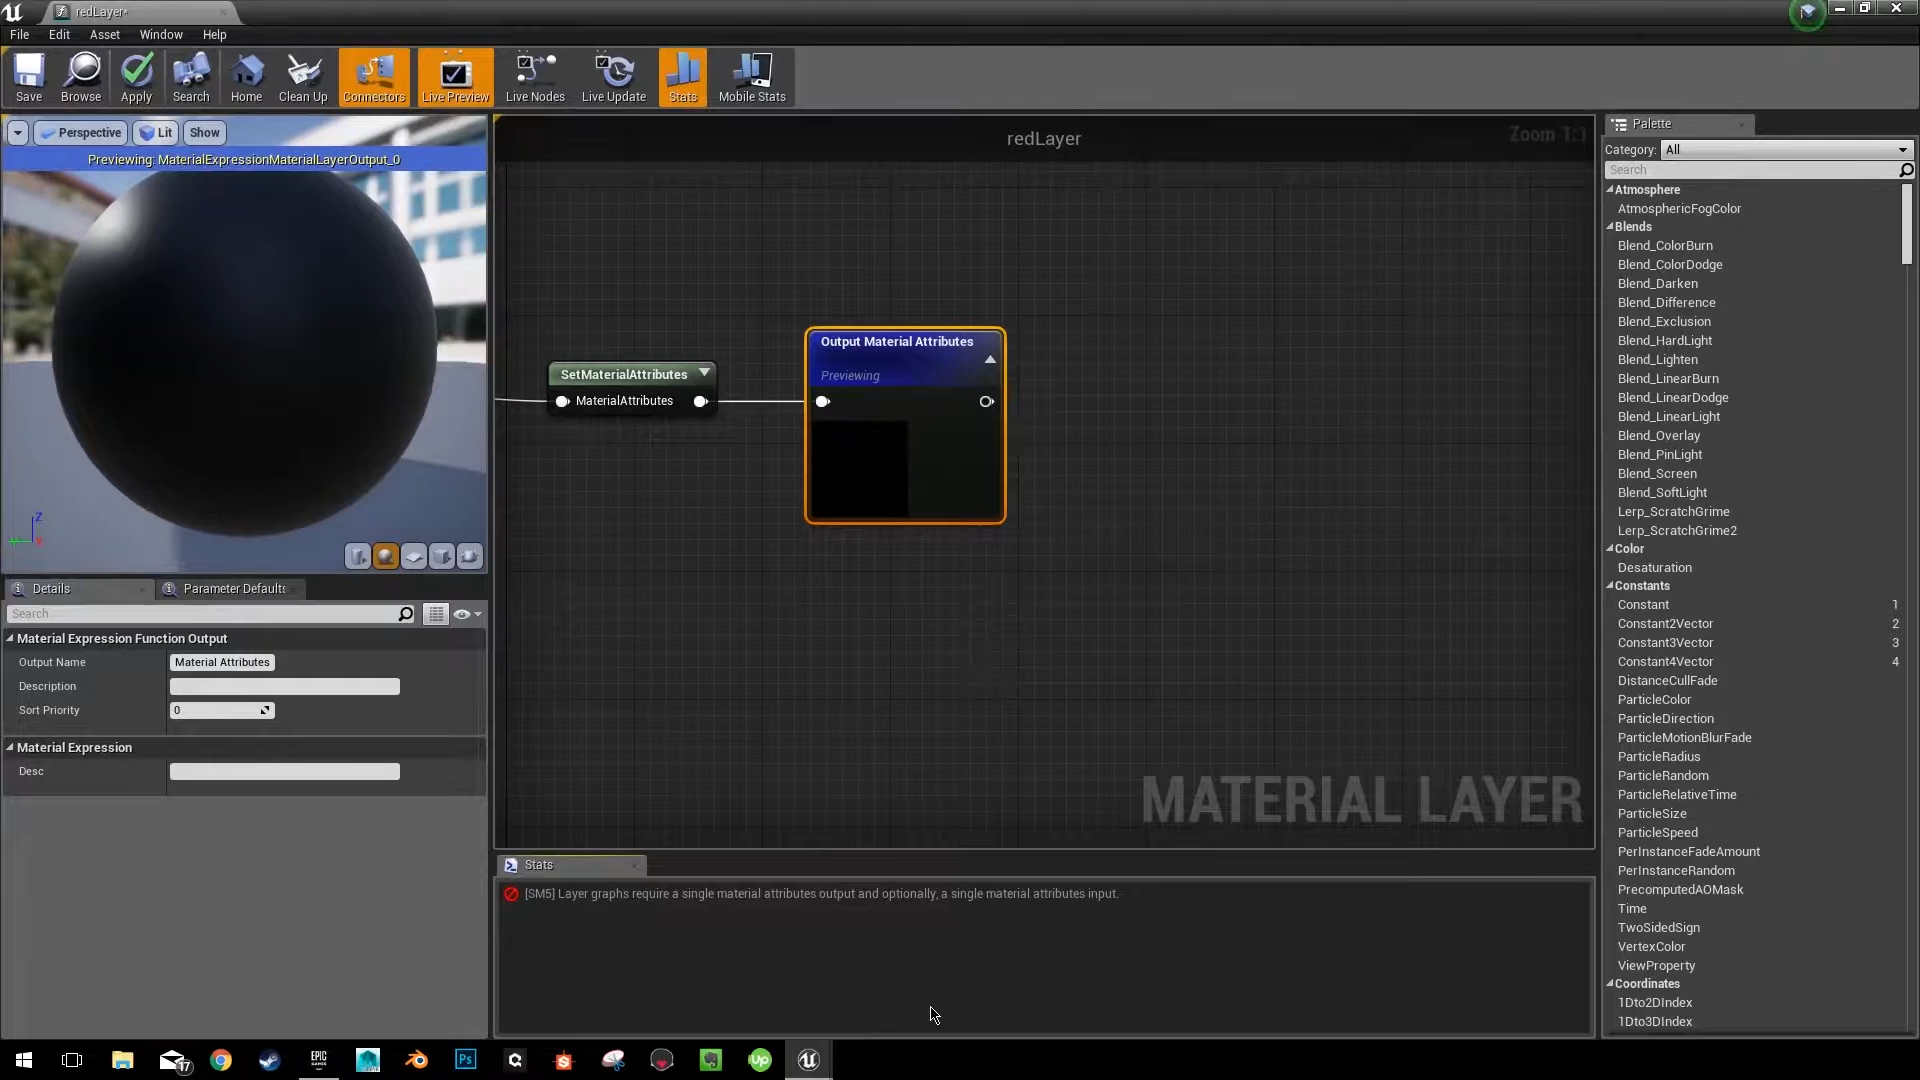 redLayer*
File Edit Asset Window Help
Save Browse Apply Search Home Clean Up Connectors Live Preview Live Nodes Live Update Stats Mobile Stats
Perspective Lit Show
Previewing: MaterialExpressionMaterialLayerOutput_0
Z
redLayer
Zoom 1:1
SetMaterialAttributes
MaterialAttributes
Output Material Attributes
Previewing
MATERIAL LAYER
Details Parameter Defaults
Search
Material Expression Function Output
Output Name Material Attributes
Description
Sort Priority 0
Material Expression
Desc
Stats
[SM5] Layer graphs require a single material attributes output and optionally, a single material attributes input.
Palette
Category: All
Search
Atmosphere
AtmosphericFogColor
Blends
Blend_ColorBurn
Blend_ColorDodge
Blend_Darken
Blend_Difference
Blend_Exclusion
Blend_HardLight
Blend_Lighten
Blend_LinearBurn
Blend_LinearDodge
Blend_LinearLight
Blend_Overlay
Blend_PinLight
Blend_Screen
Blend_SoftLight
Lerp_ScratchGrime
Lerp_ScratchGrime2
Color
Desaturation
Constants
Constant 1
Constant2Vector 2
Constant3Vector 3
Constant4Vector 4
DistanceCullFade
ParticleColor
ParticleDirection
ParticleMotionBlurFade
ParticleRadius
ParticleRandom
ParticleRelativeTime
ParticleSize
ParticleSpeed
PerInstanceFadeAmount
PerInstanceRandom
PrecomputedAOMask
Time
TwoSidedSign
VertexColor
ViewProperty
Coordinates
1Dto2DIndex
1Dto3DIndex
17
EPIC
GAMES
Ps
Up